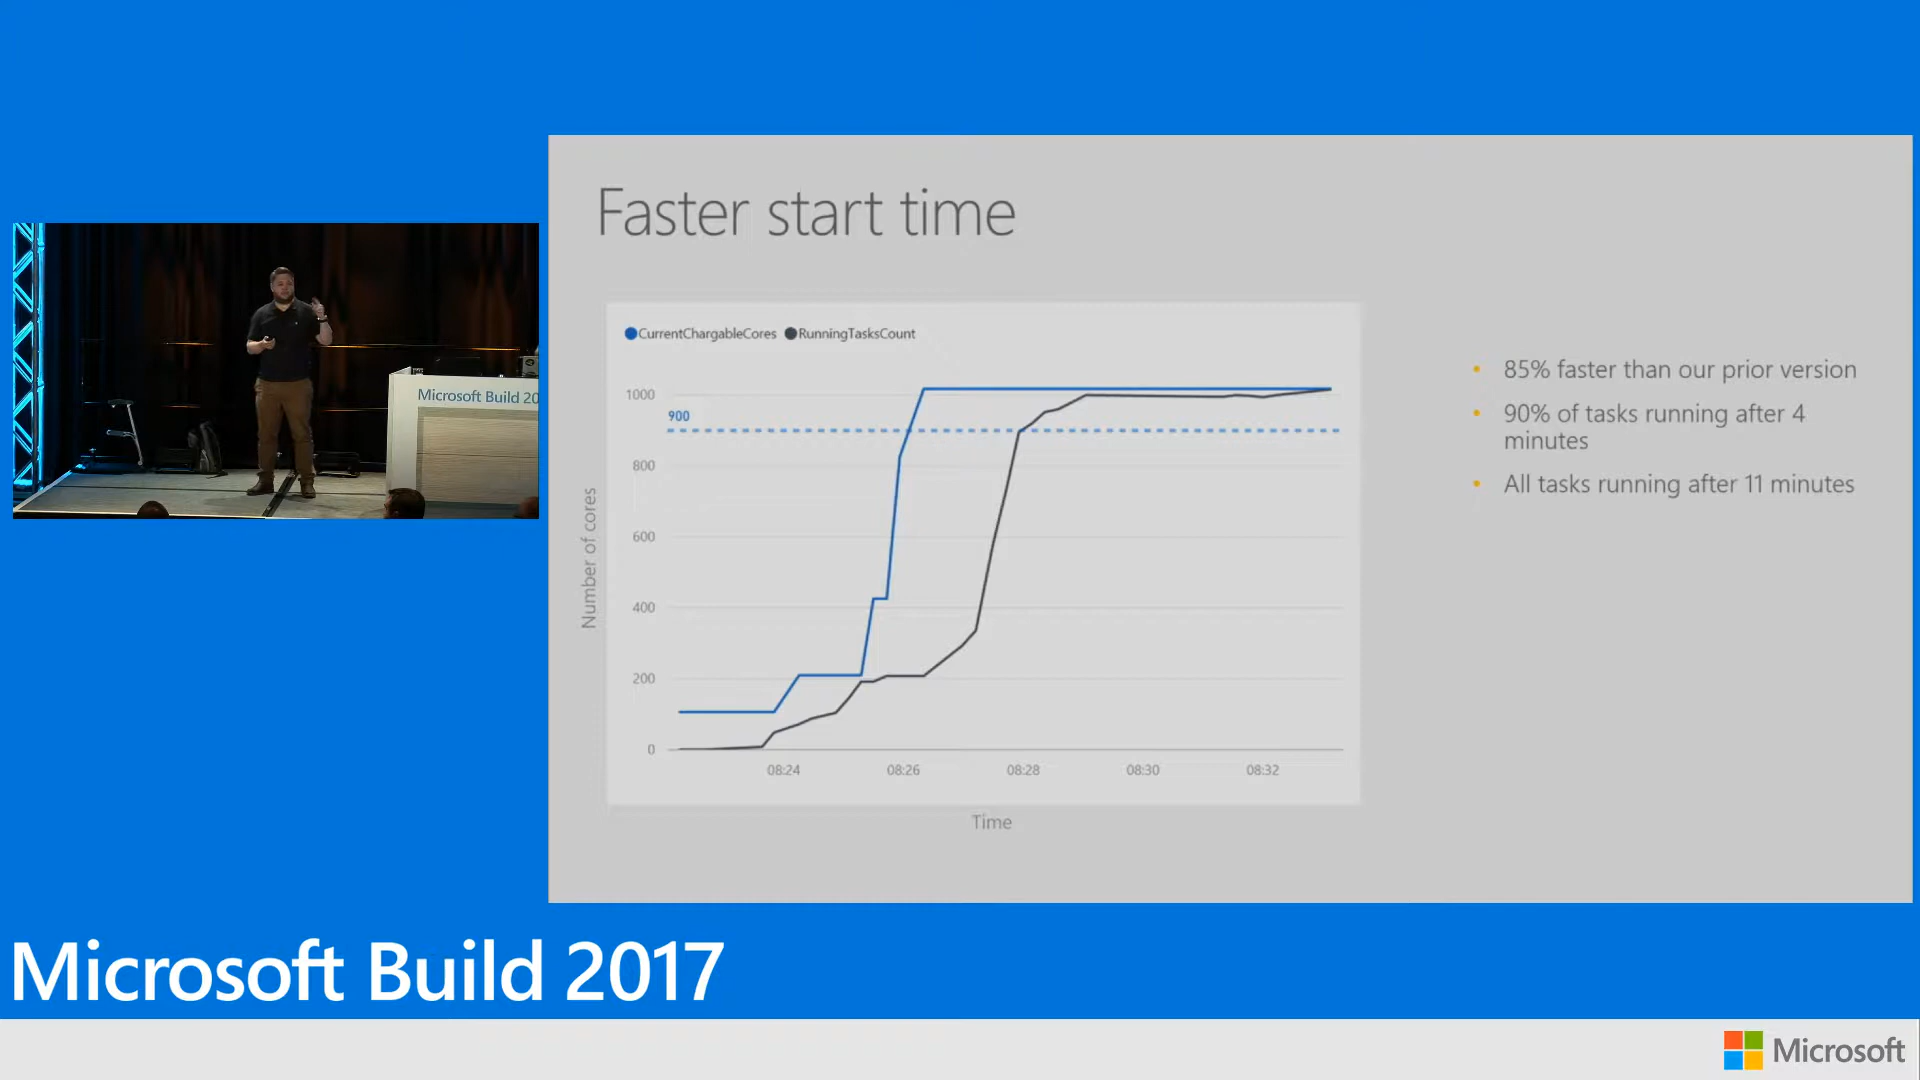 Faster start time
CurrentChargableCores RunningTasksCount
1000
900
800
600
400
200
0
Number of cores
08:24 08:26 08:28 08:30 08:32
Time
• 85% faster than our prior version
• 90% of tasks running after 4
minutes
• All tasks running after 11 minutes
Microsoft Build 20
Microsoft Build 2017
Microsoft